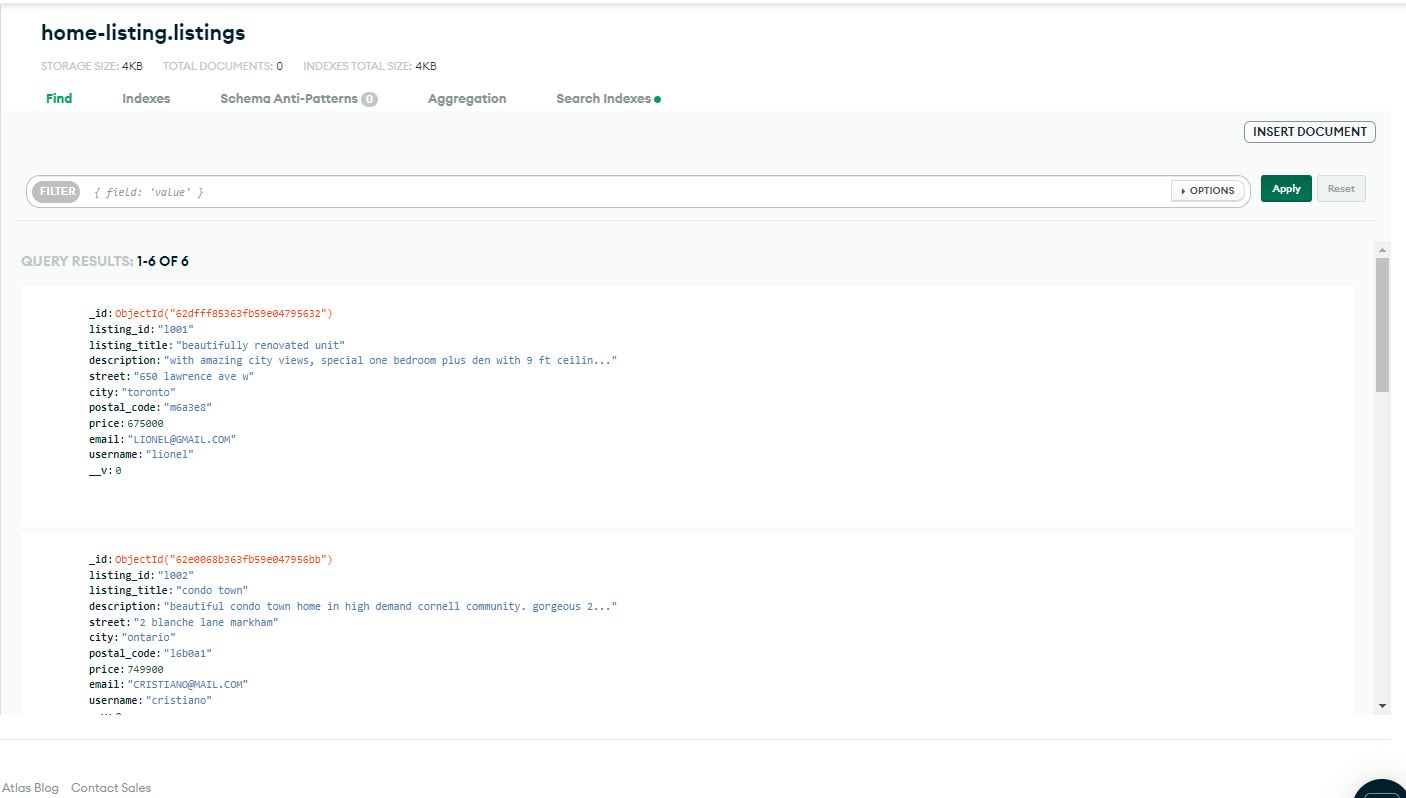 home-listing.listings
STORAGE SIZE: 4KB TOTAL DOCUMENTS: 0 INDEXES TOTAL SIZE: 4KB
Find Indexes Schema Anti-Patterns 0 Aggregation Search Indexes
INSERT DOCUMENT
FILTER { field: 'value' } OPTIONS Apply Reset
QUERY RESULTS: 1-6 OF 6
_id: ObjectId("62dfff85363fb59e04795632")
listing_id: "l001"
listing_title: "beautifully renovated unit"
description: "with amazing city views, special one bedroom plus den with 9 ft ceilin..."
street: "650 lawrence ave w"
city: "toronto"
postal_code: "m6a3e8"
price: 675000
email: "LIONEL@GMAIL.COM"
username: "lionel"
__v: 0
_id: ObjectId("62e0068b363fb59e047956bb")
listing_id: "l002"
listing_title: "condo town"
description: "beautiful condo town home in high demand cornell community. gorgeous 2..."
street: "2 blanche lane markham"
city: "ontario"
postal_code: "l6b0a1"
price: 749900
email: "CRISTIANO@MAIL.COM"
username: "cristiano"
Atlas Blog Contact Sales